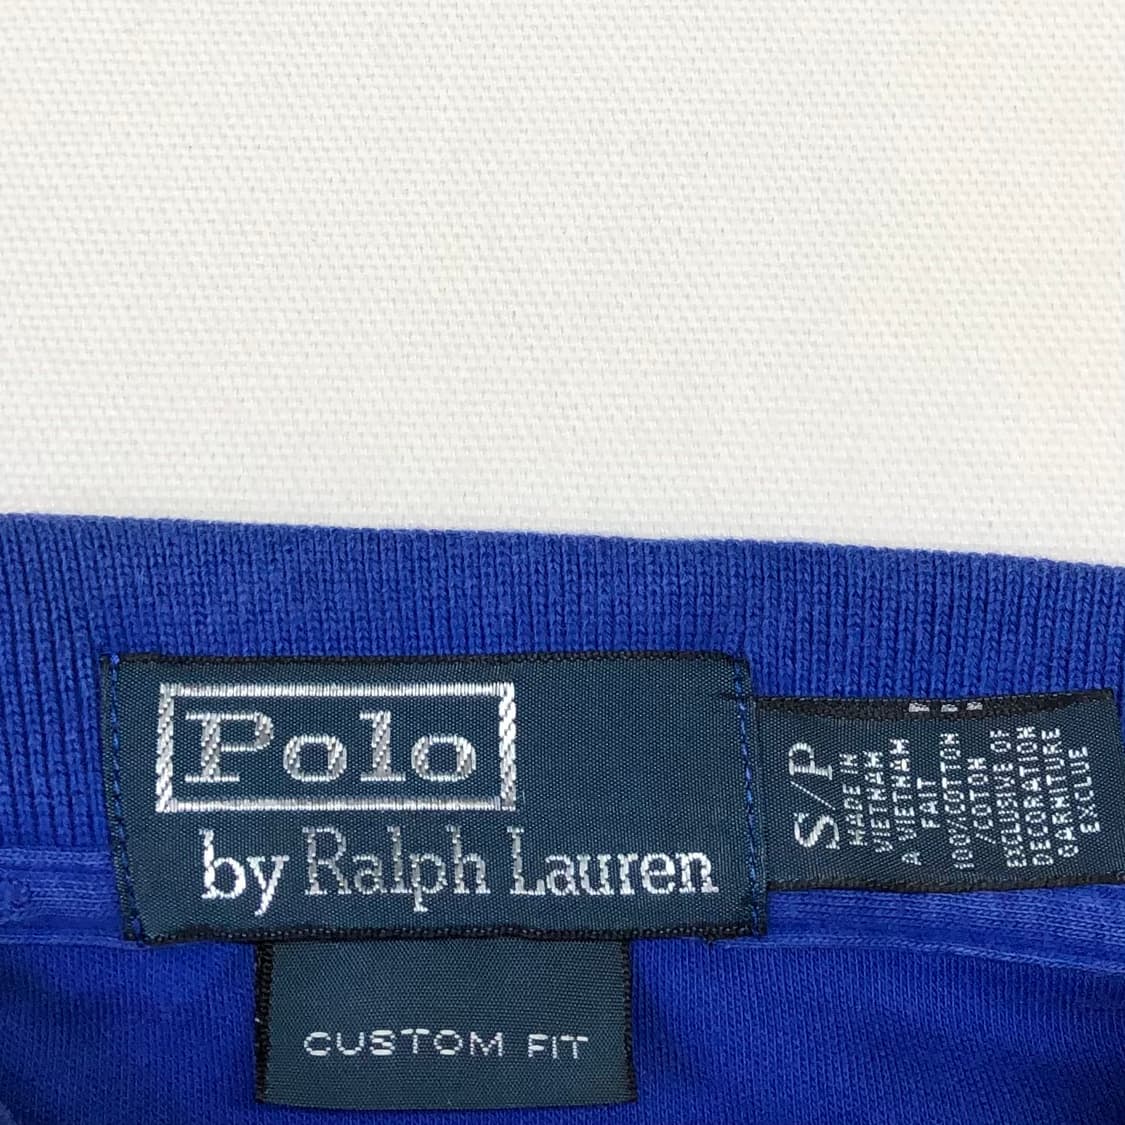 Polo
by Ralph Lauren
CUSTOM FIT
S/P
MADE IN
VIETNAM
A VIETNAM
FAIT
100%COTTON
/COTON
EXCLUSIVE OF
DECORATION
GARNITURE
EXCLUE